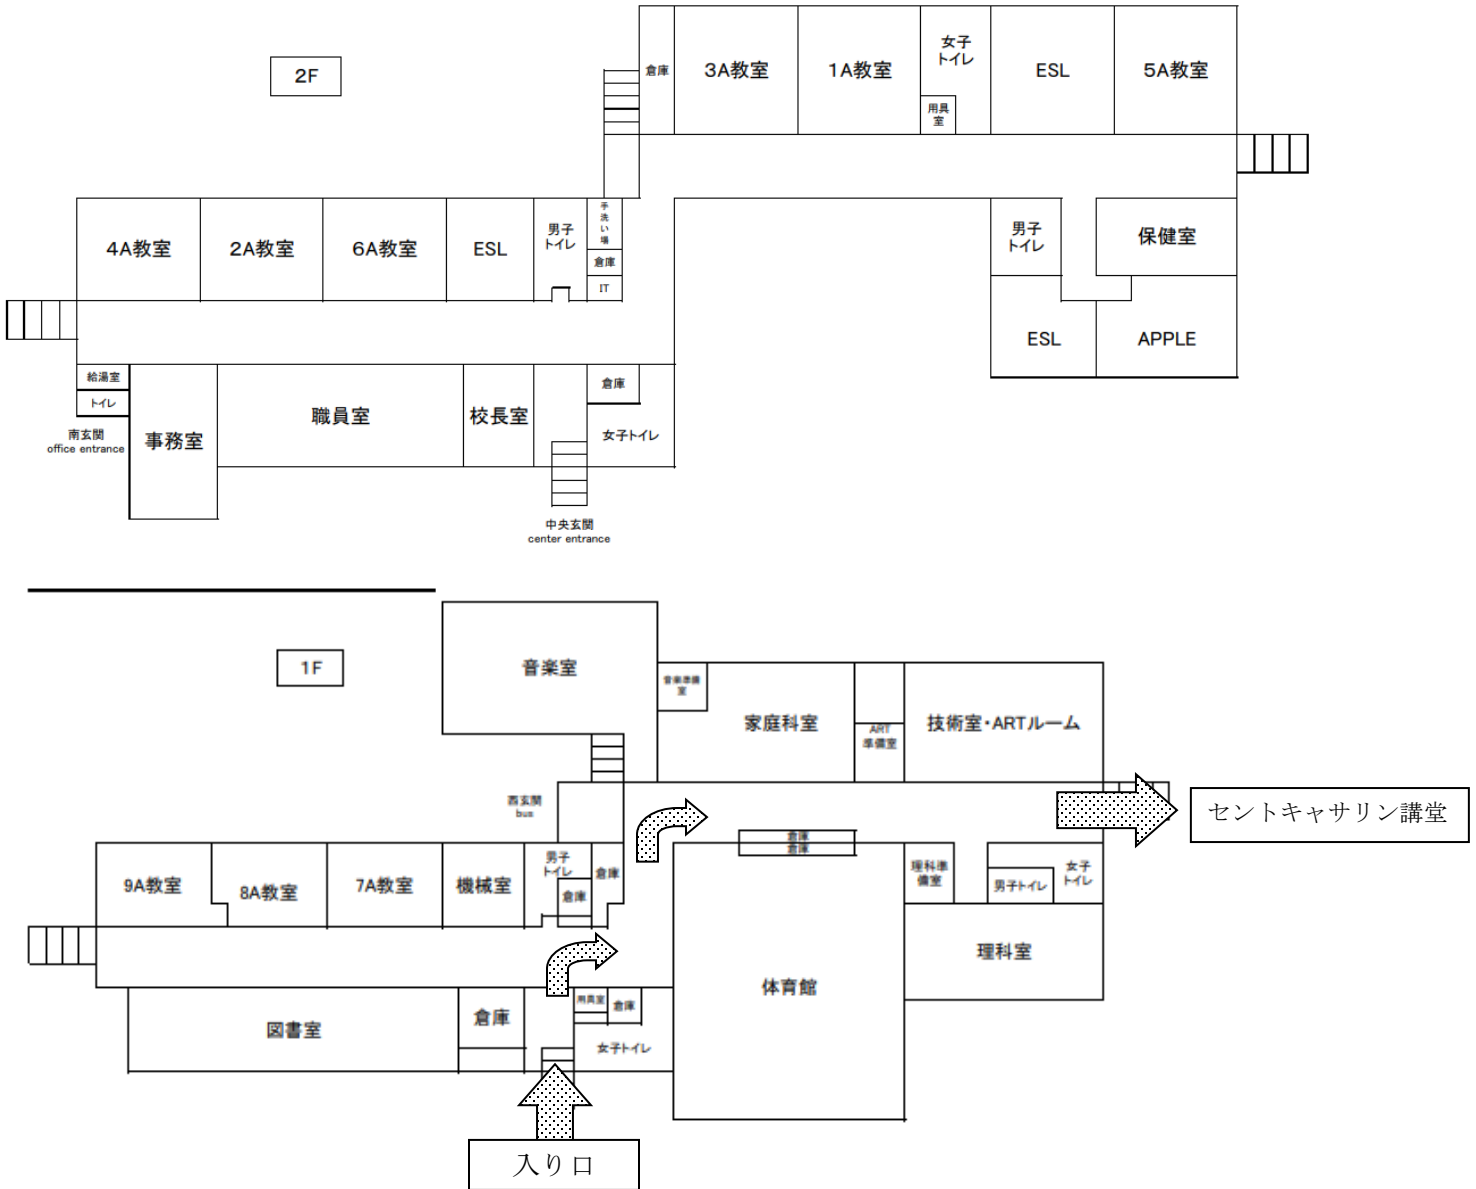 2F
倉庫
3A教室
1A教室
女子
トイレ
用具
室
ESL
5A教室
4A教室
2A教室
6A教室
ESL
男子
トイレ
手
洗
い
場
倉庫
IT
男子
トイレ
保健室
ESL
APPLE
給湯室
トイレ
南玄関
office entrance
事務室
職員室
校長室
倉庫
女子トイレ
中央玄関
center entrance
1F
音楽室
音楽準備
室
家庭科室
ART
準備室
技術室・ARTルーム
西玄関
bus
セントキャサリン講堂
倉庫
倉庫
9A教室
8A教室
7A教室
機械室
男子
トイレ
倉庫
倉庫
理科準
備室
男子トイレ
女子
トイレ
理科室
体育館
図書室
倉庫
用具室
倉庫
女子トイレ
入り口